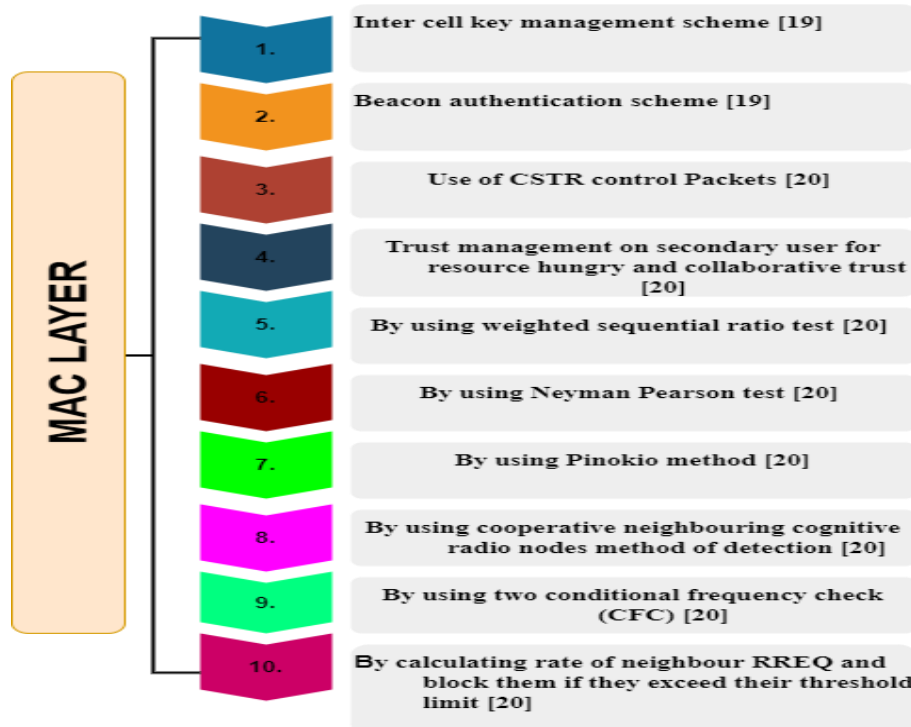 MAC LAYER
1.
Inter cell key management scheme [19]
2.
Beacon authentication scheme [19]
3.
Use of CSTR control Packets [20]
4.
Trust management on secondary user for
resource hungry and collaborative trust
[20]
5.
By using weighted sequential ratio test [20]
6.
By using Neyman Pearson test [20]
7.
By using Pinokio method [20]
8.
By using cooperative neighbouring cognitive
radio nodes method of detection [20]
9.
By using two conditional frequency check
(CFC) [20]
10.
By calculating rate of neighbour RREQ and
block them if they exceed their threshold
limit [20]